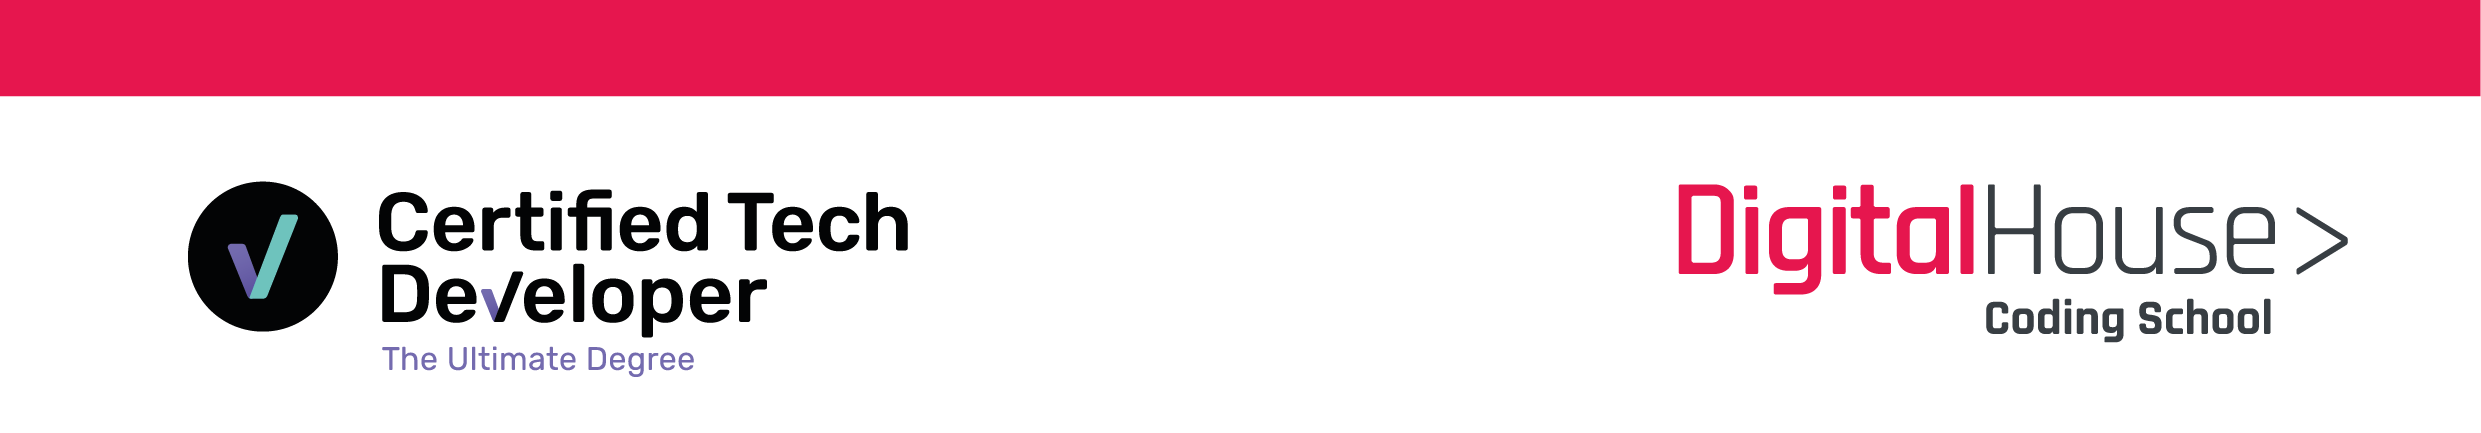 Certified Tech
Developer
The Ultimate Degree
DigitalHouse>
Coding School